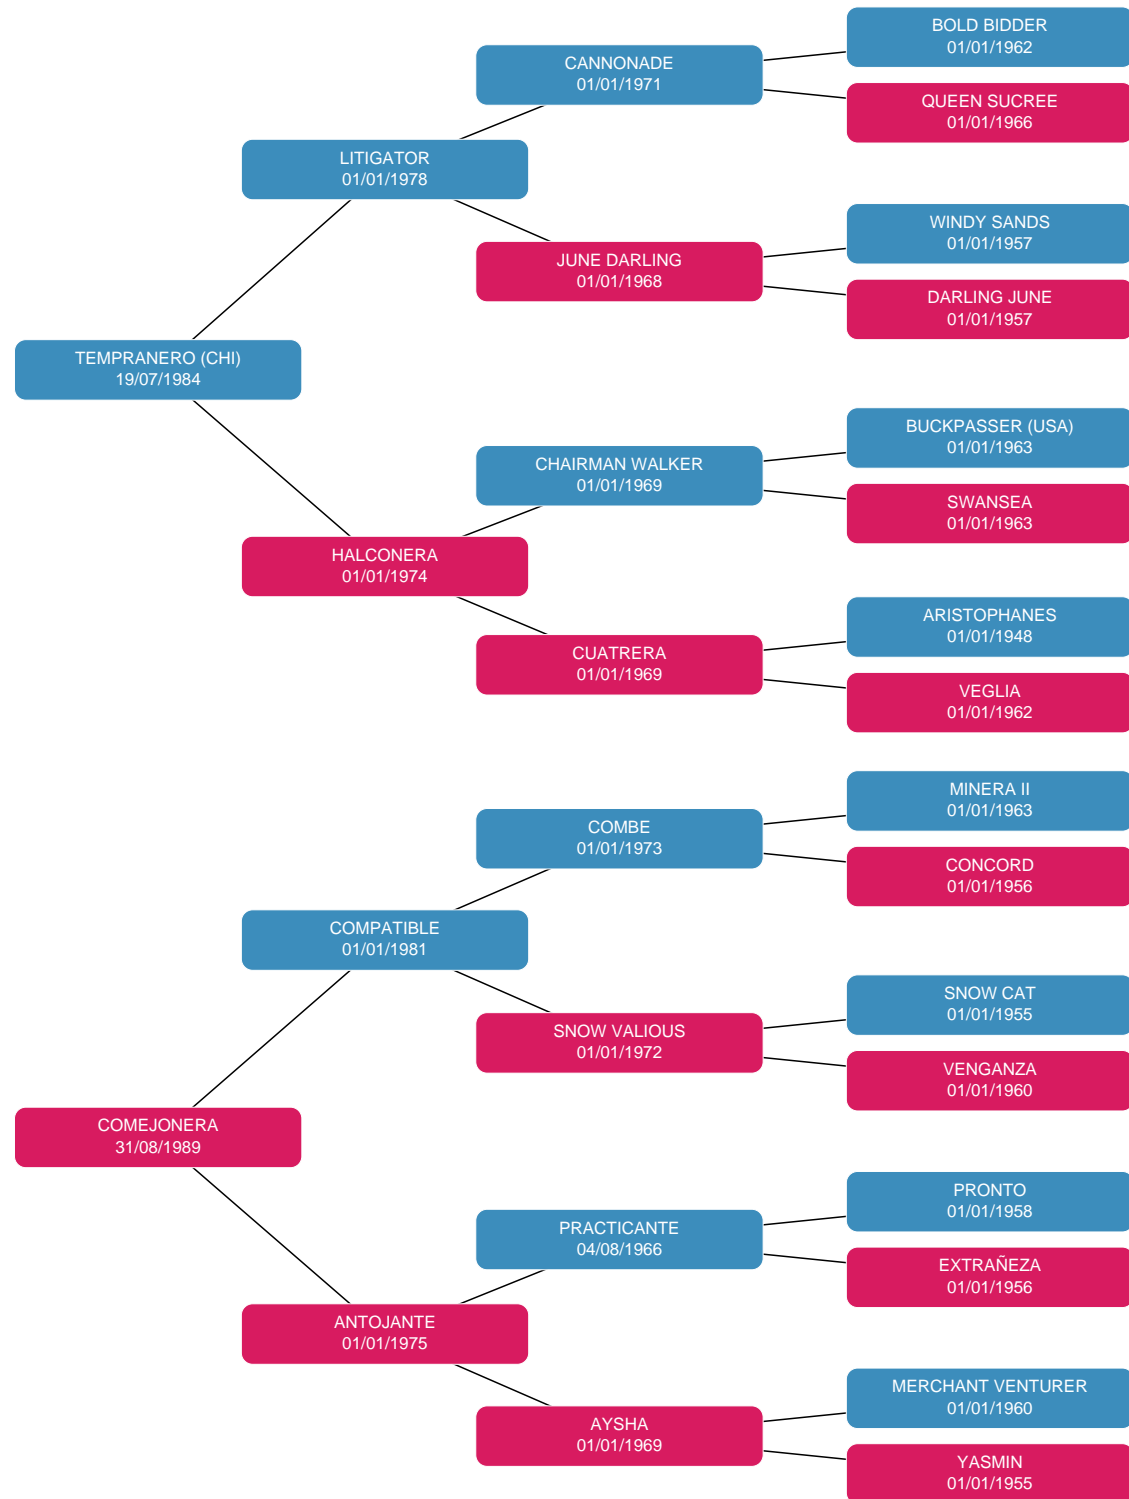 BOLD BIDDER
01/01/1962
CANNONADE
01/01/1971
QUEEN SUCREE
01/01/1966
LITIGATOR
01/01/1978
WINDY SANDS
01/01/1957
JUNE DARLING
01/01/1968
DARLING JUNE
01/01/1957
TEMPRANERO (CHI)
19/07/1984
BUCKPASSER (USA)
01/01/1963
CHAIRMAN WALKER
01/01/1969
SWANSEA
01/01/1963
HALCONERA
01/01/1974
ARISTOPHANES
01/01/1948
CUATRERA
01/01/1969
VEGLIA
01/01/1962
MINERA II
01/01/1963
COMBE
01/01/1973
CONCORD
01/01/1956
COMPATIBLE
01/01/1981
SNOW CAT
01/01/1955
SNOW VALIOUS
01/01/1972
VENGANZA
01/01/1960
COMEJONERA
31/08/1989
PRONTO
01/01/1958
PRACTICANTE
04/08/1966
EXTRAÑEZA
01/01/1956
ANTOJANTE
01/01/1975
MERCHANT VENTURER
01/01/1960
AYSHA
01/01/1969
YASMIN
01/01/1955